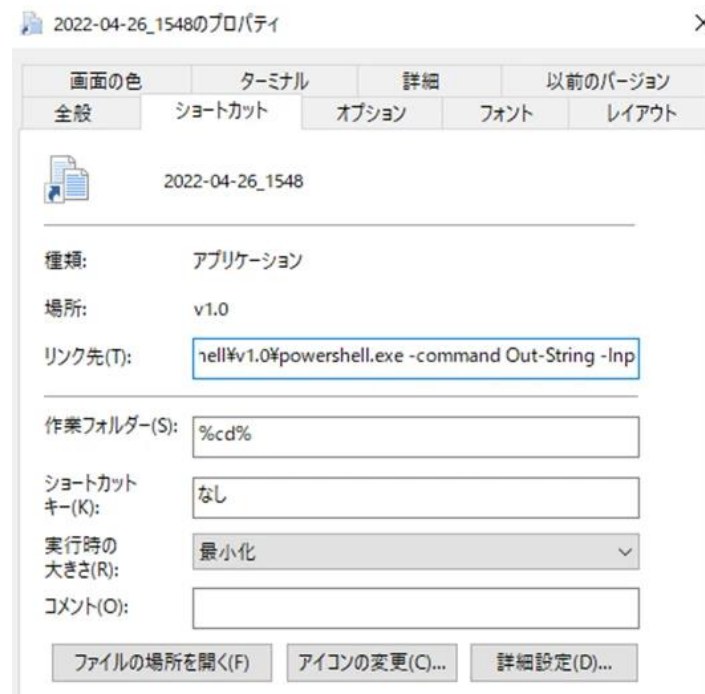 2022-04-26_1548のプロパティ
画面の色 ターミナル 詳細 以前のバージョン
全般 ショートカット オプション フォント レイアウト
2022-04-26_1548
種類: アプリケーション
場所: v1.0
リンク先(T): hell¥v1.0¥powershell.exe -command Out-String -Inp
作業フォルダー(S): %cd%
ショートカット
キー(K): なし
実行時の
大きさ(R): 最小化
コメント(O):
ファイルの場所を開く(F) アイコンの変更(C)... 詳細設定(D)...